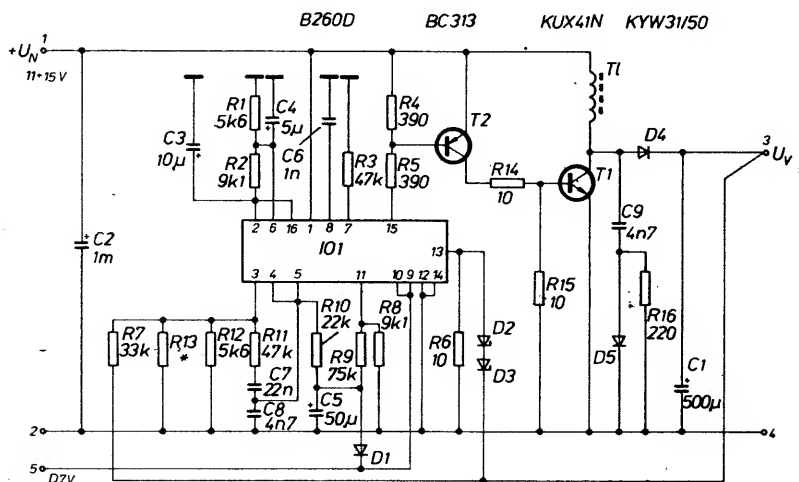 B260D BC313 KUX41N KYW31/50
1
+U_N
11÷15 V
Tl
R1
5k6
C4
5µ
R4
390
T2
D4
3
U_V
C3
10µ
R2
9k1
C6
1n
R3
47k
R5
390
R14
10
T1
C9
4n7
2 6 16 1 8 7 15
IO1
13
3 4 5 11 10 9 12 14
C2
1m
R15
10
R16
220
R7
33k
R13
*
R12
5k6
R11
47k
R10
22k
R9
75k
R8
9k1
R6
10
D2
D3
D5
C1
500µ
C7
22n
C8
4n7
C5
50µ
2
4
D1
5
D7V